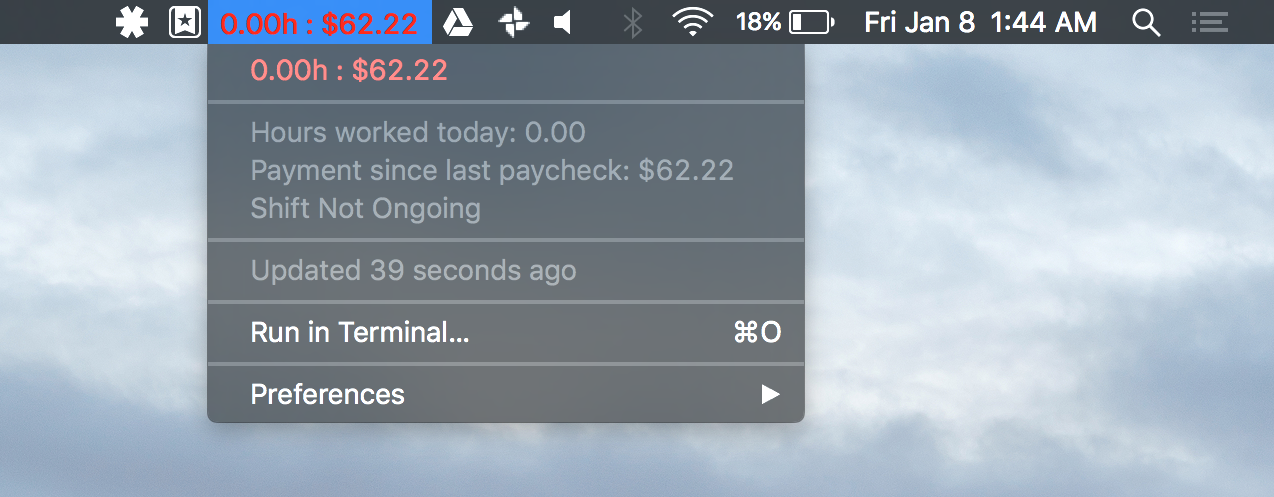 0.00h : $62.22 18% Fri Jan 8 1:44 AM
0.00h : $62.22
Hours worked today: 0.00
Payment since last paycheck: $62.22
Shift Not Ongoing
Updated 39 seconds ago
Run in Terminal... ⌘O
Preferences ▶